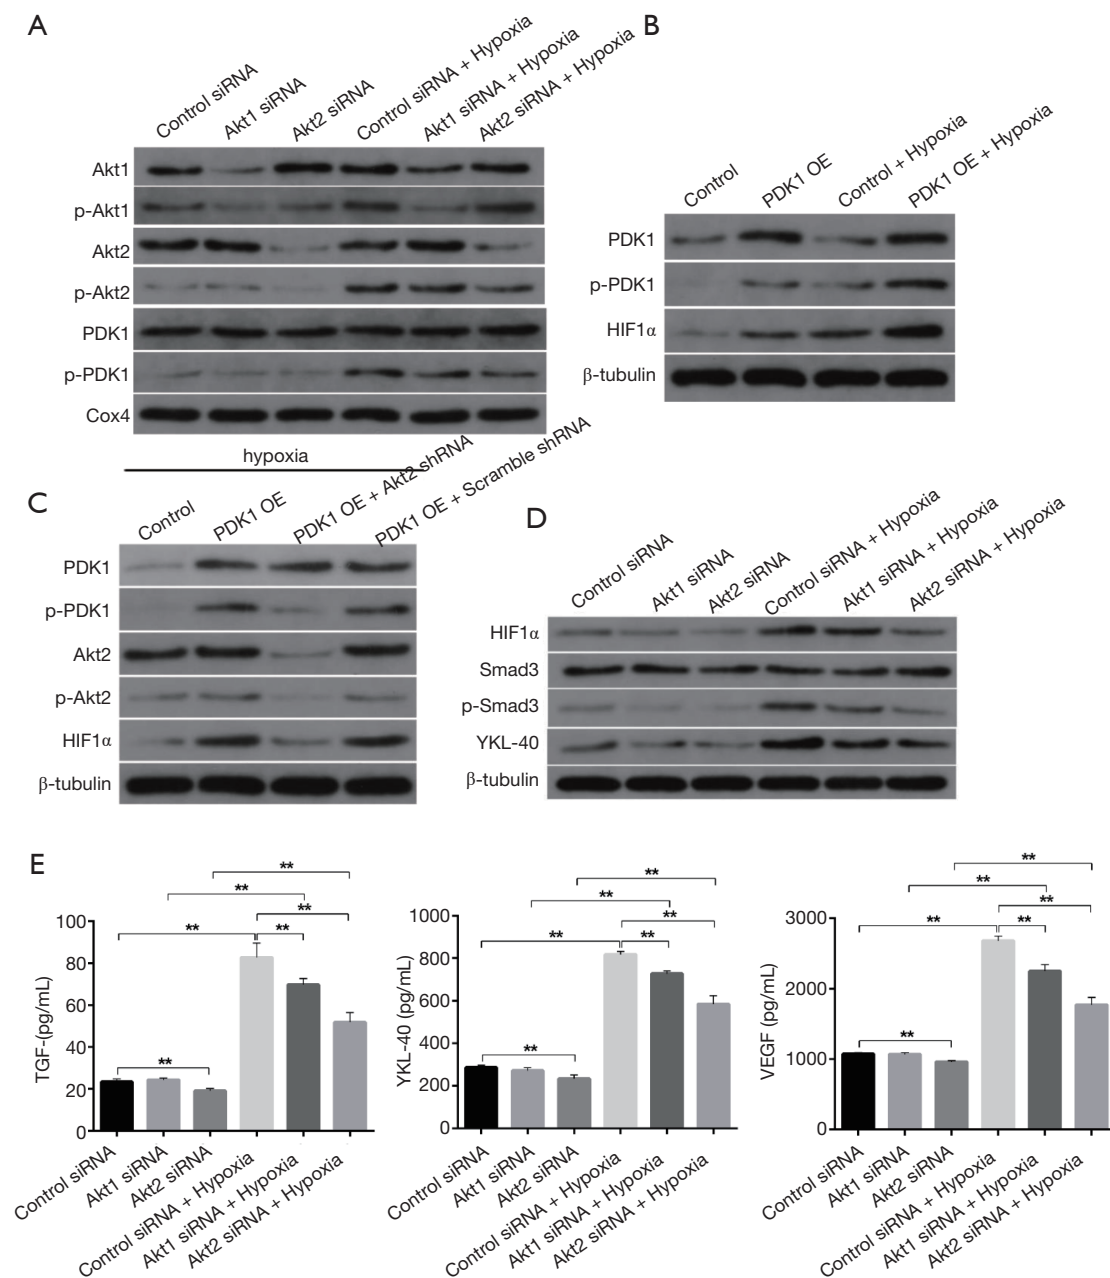 A
Control siRNA
Akt1 siRNA
Akt2 siRNA
Control siRNA + Hypoxia
Akt1 siRNA + Hypoxia
Akt2 siRNA + Hypoxia
Akt1
p-Akt1
Akt2
p-Akt2
PDK1
p-PDK1
Cox4
hypoxia
B
Control
PDK1 OE
Control + Hypoxia
PDK1 OE + Hypoxia
PDK1
p-PDK1
HIF1α
β-tubulin
C
Control
PDK1 OE
PDK1 OE + Akt2 shRNA
PDK1 OE + Scramble shRNA
PDK1
p-PDK1
Akt2
p-Akt2
HIF1α
β-tubulin
D
Control siRNA
Akt1 siRNA
Akt2 siRNA
Control siRNA + Hypoxia
Akt1 siRNA + Hypoxia
Akt2 siRNA + Hypoxia
HIF1α
Smad3
p-Smad3
YKL-40
β-tubulin
E
TGF-(pg/mL)
100
80
60
40
20
0
**
**
**
**
**
**
Control siRNA
Akt1 siRNA
Akt2 siRNA
Control siRNA + Hypoxia
Akt1 siRNA + Hypoxia
Akt2 siRNA + Hypoxia
YKL-40 (pg/mL)
1000
800
600
400
200
0
**
**
**
**
**
**
Control siRNA
Akt1 siRNA
Akt2 siRNA
Control siRNA + Hypoxia
Akt1 siRNA + Hypoxia
Akt2 siRNA + Hypoxia
VEGF (pg/mL)
3000
2000
1000
0
**
**
**
**
**
**
Control siRNA
Akt1 siRNA
Akt2 siRNA
Control siRNA + Hypoxia
Akt1 siRNA + Hypoxia
Akt2 siRNA + Hypoxia